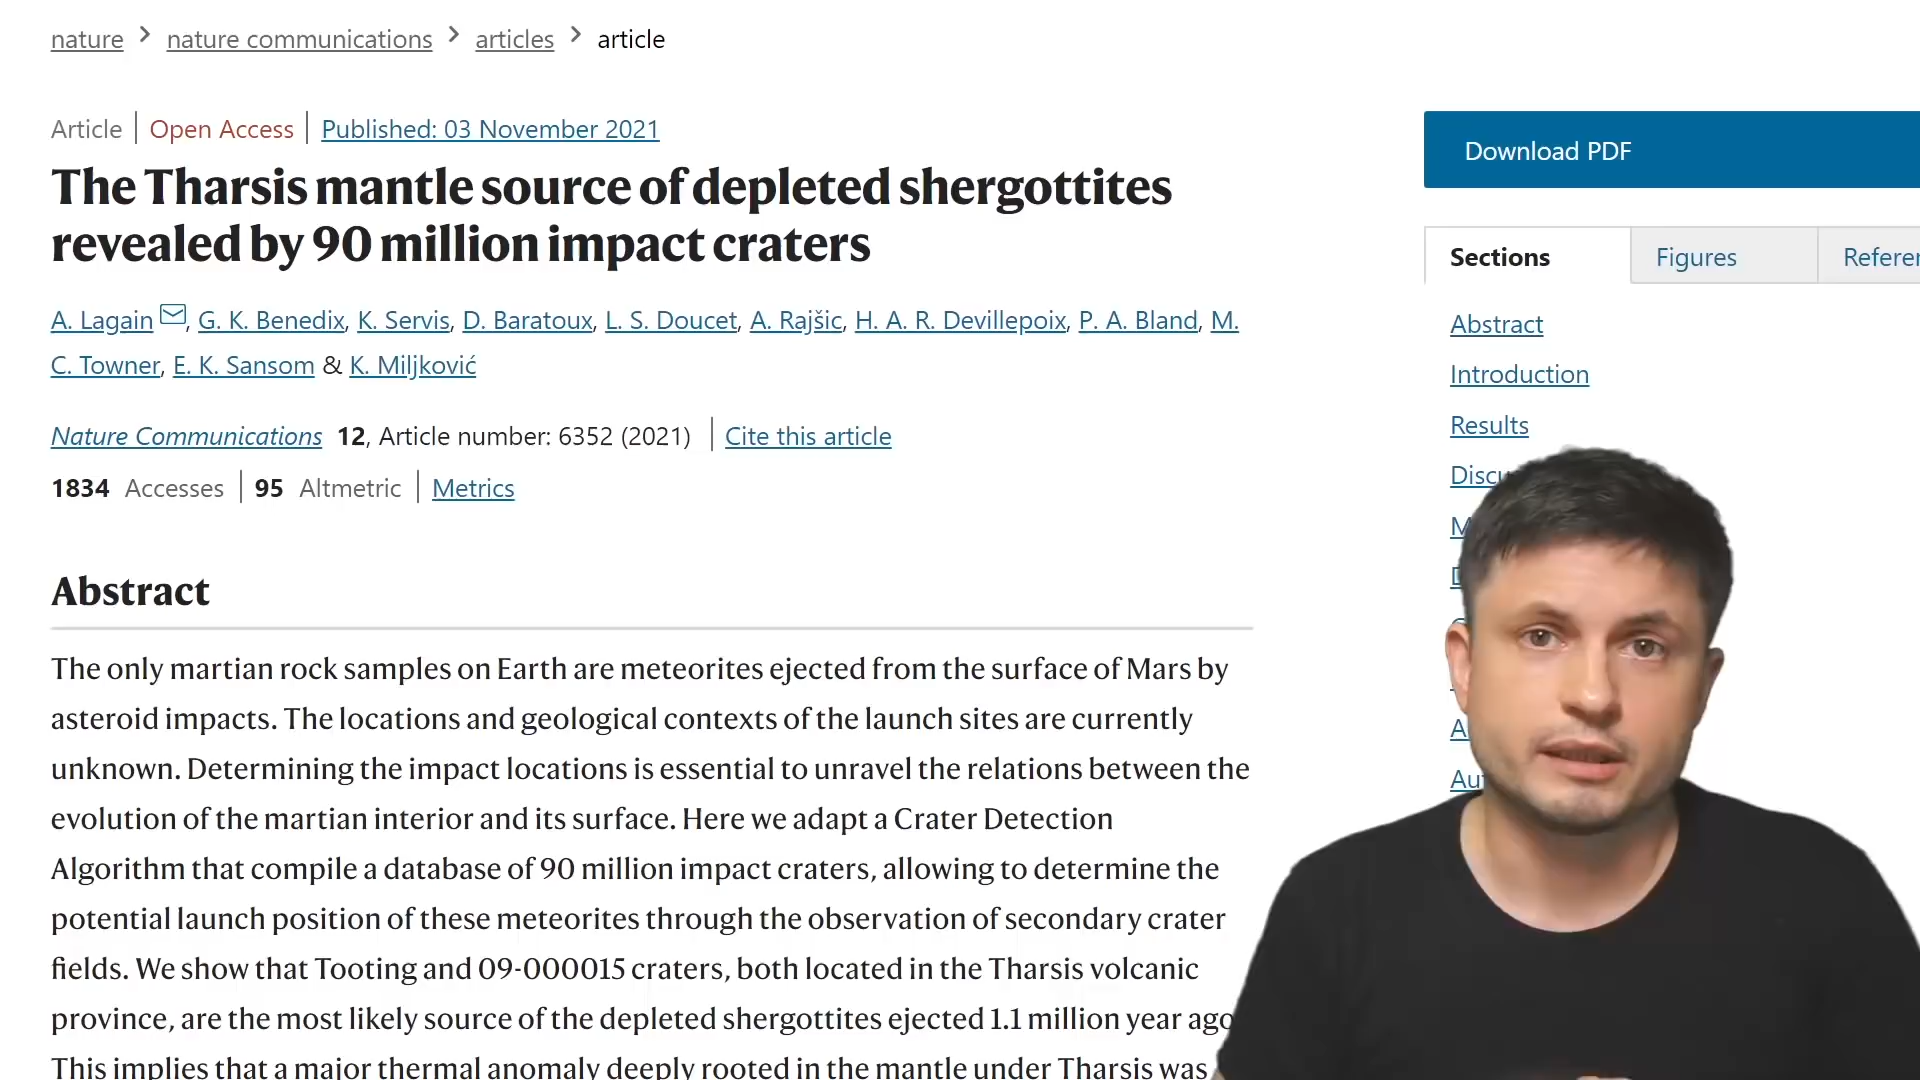 nature > nature communications > articles > article
Article | Open Access | Published: 03 November 2021
The Tharsis mantle source of depleted shergottites
revealed by 90 million impact craters
A. Lagain, G. K. Benedix, K. Servis, D. Baratoux, L. S. Doucet, A. Rajšic, H. A. R. Devillepoix, P. A. Bland, M.
C. Towner, E. K. Sansom & K. Miljković
Nature Communications 12, Article number: 6352 (2021) | Cite this article
1834 Accesses | 95 Altmetric | Metrics
Abstract
The only martian rock samples on Earth are meteorites ejected from the surface of Mars by
asteroid impacts. The locations and geological contexts of the launch sites are currently
unknown. Determining the impact locations is essential to unravel the relations between the
evolution of the martian interior and its surface. Here we adapt a Crater Detection
Algorithm that compile a database of 90 million impact craters, allowing to determine the
potential launch position of these meteorites through the observation of secondary crater
fields. We show that Tooting and 09-000015 craters, both located in the Tharsis volcanic
province, are the most likely source of the depleted shergottites ejected 1.1 million year ago
This implies that a major thermal anomaly deeply rooted in the mantle under Tharsis was
Download PDF
Sections Figures
Abstract
Introduction
Results